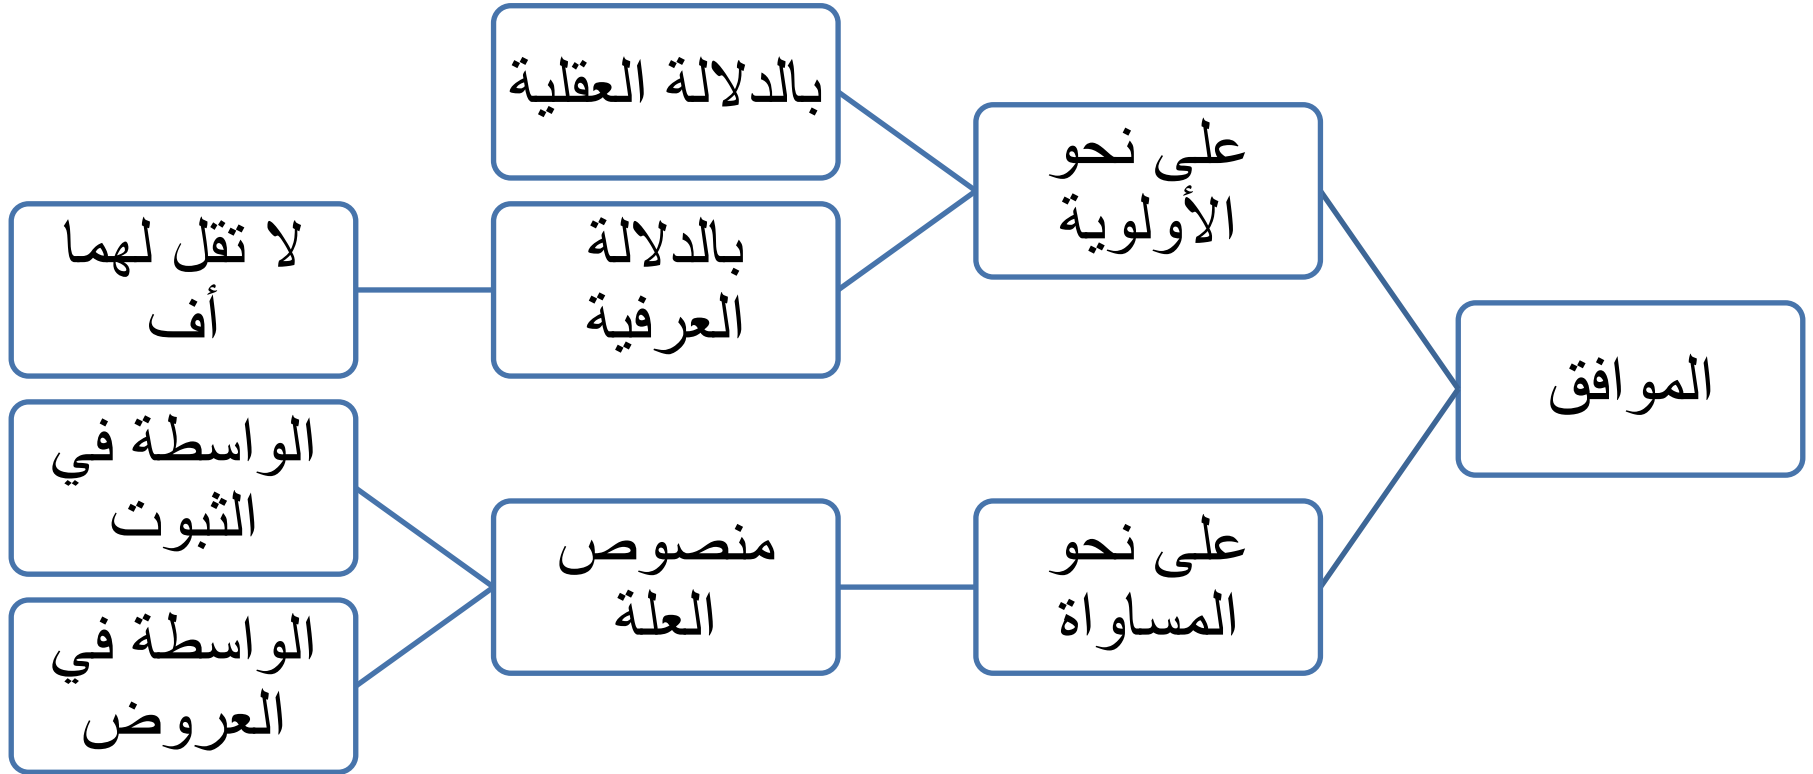 الموافق
على نحو
الأولوية
بالدلالة العقلية
بالدلالة
العرفية
لا تقل لهما
أف
على نحو
المساواة
منصوص
العلة
الواسطة في
الثبوت
الواسطة في
العروض